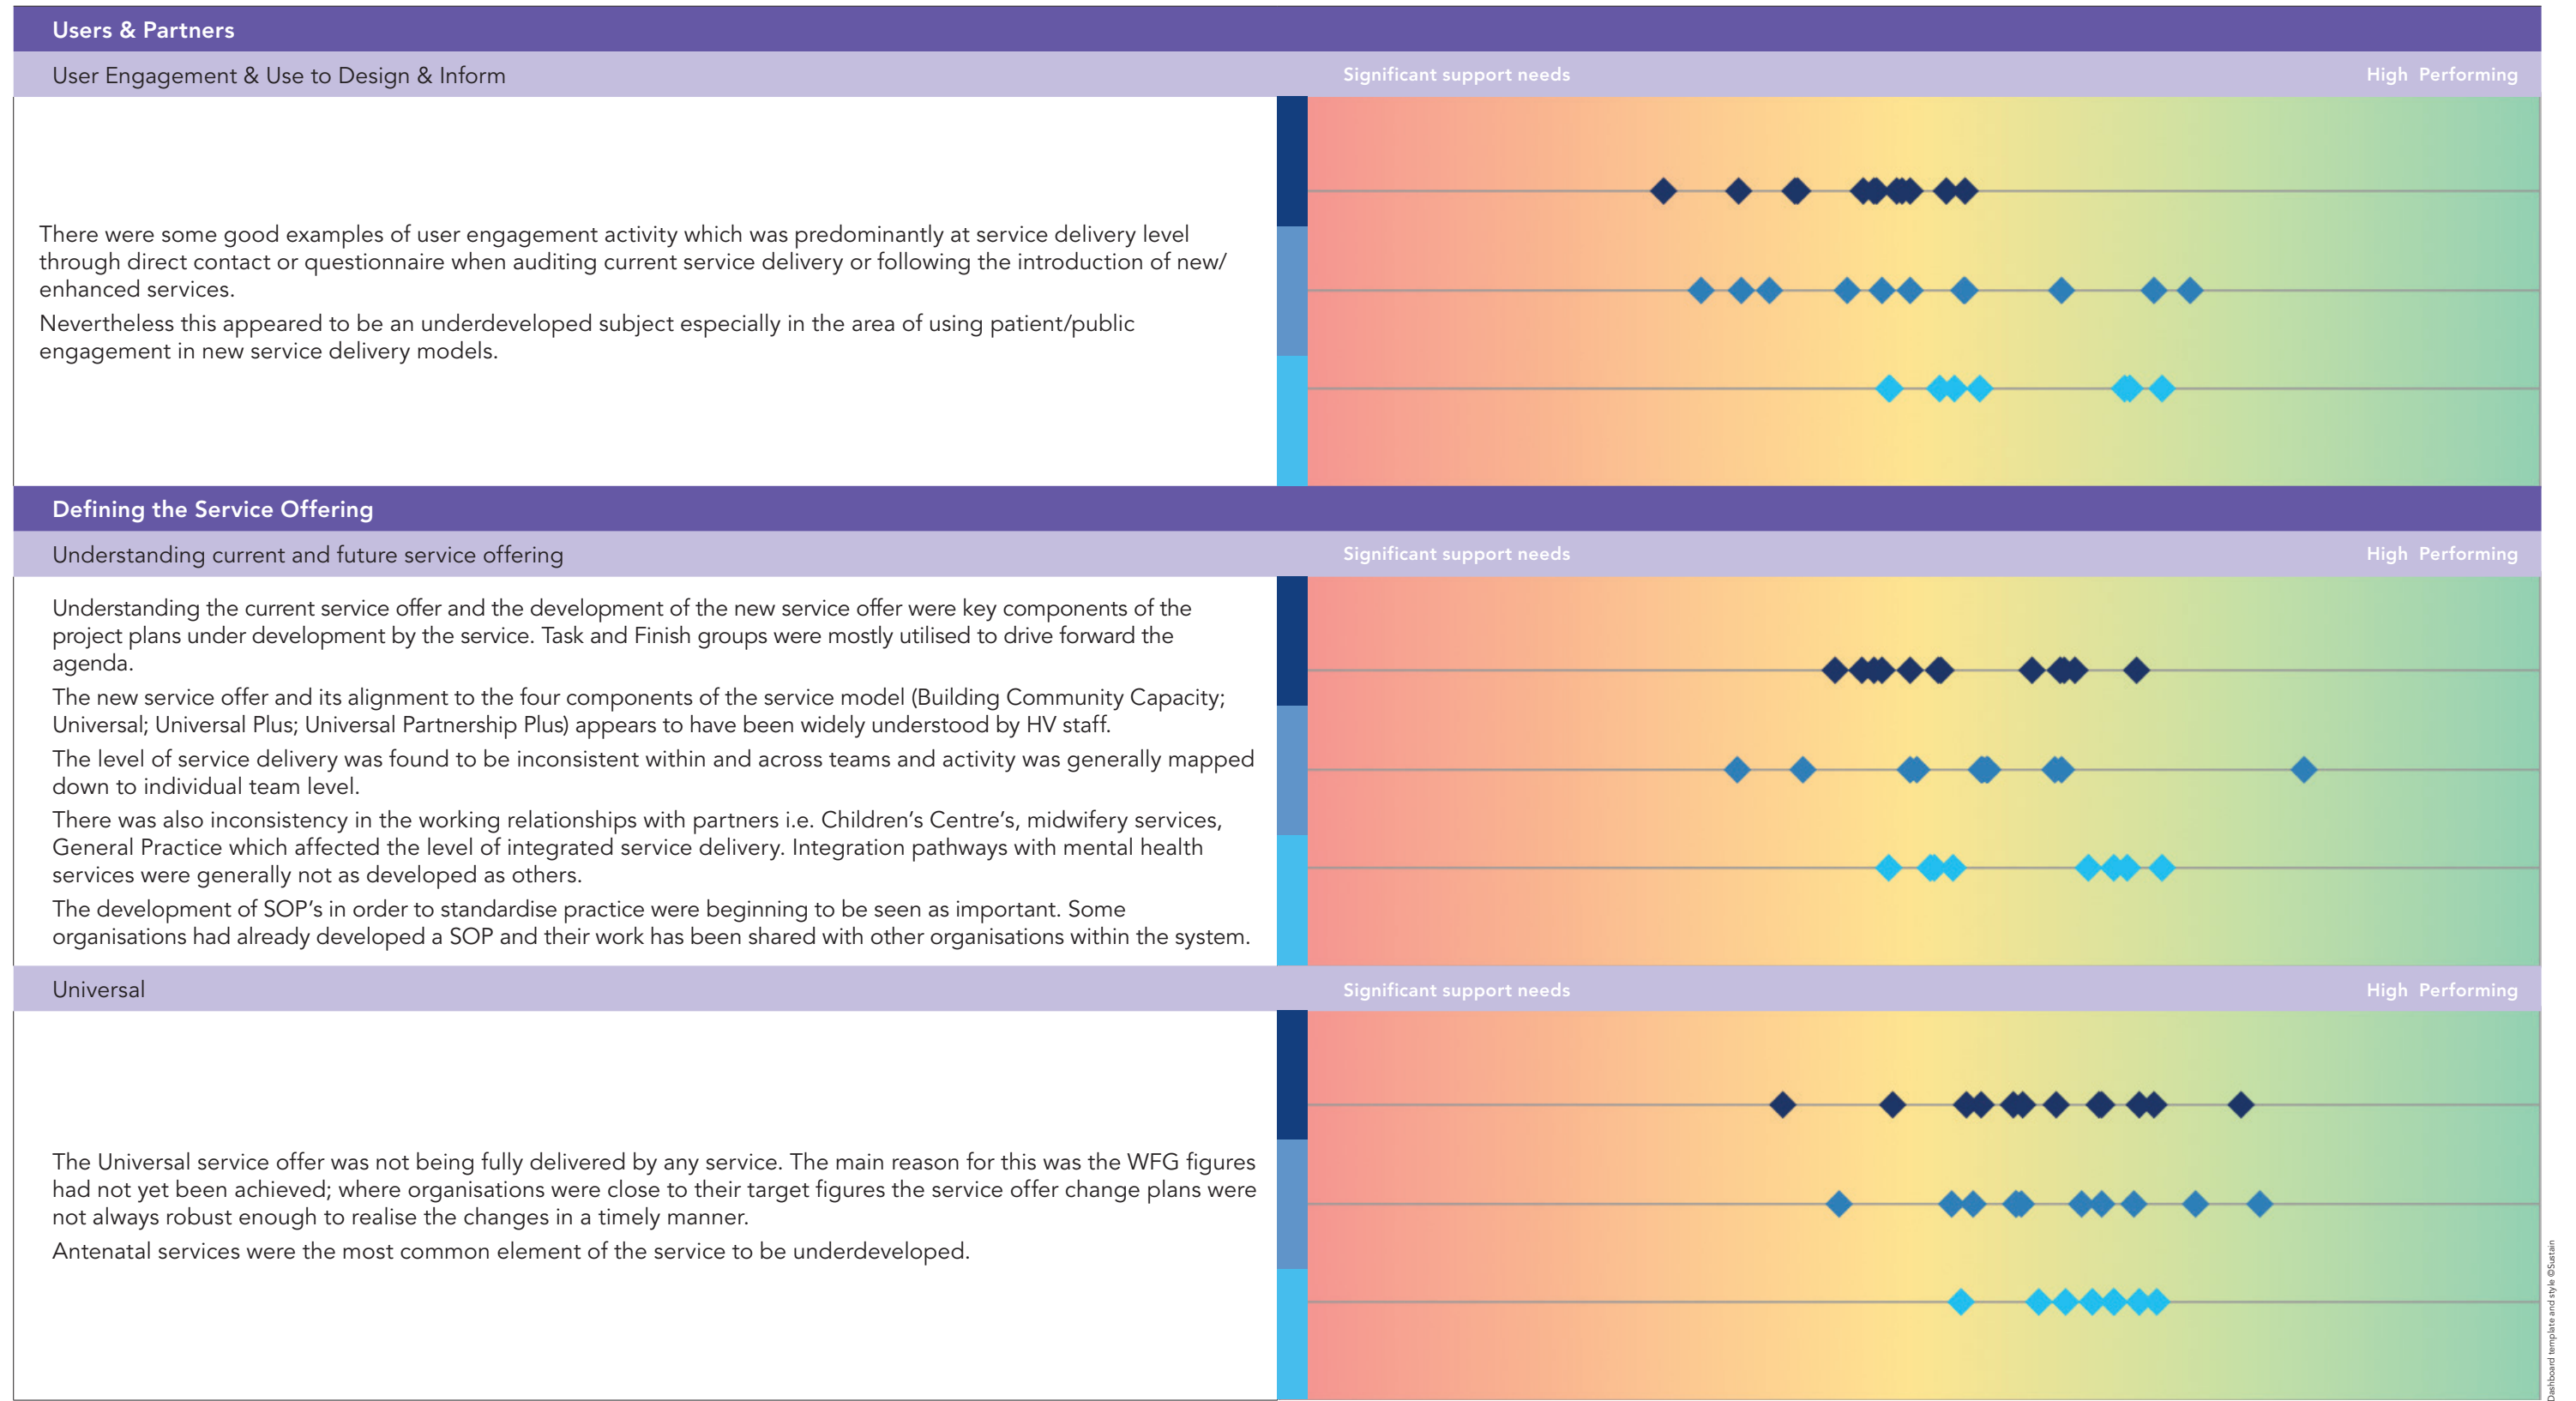 Users & Partners
User Engagement & Use to Design & Inform
Significant support needs
High Performing
There were some good examples of user engagement activity which was predominantly at service delivery level
through direct contact or questionnaire when auditing current service delivery or following the introduction of new/
enhanced services.
Nevertheless this appeared to be an underdeveloped subject especially in the area of using patient/public
engagement in new service delivery models.
Defining the Service Offering
Understanding current and future service offering
Significant support needs
High Performing
Understanding the current service offer and the development of the new service offer were key components of the
project plans under development by the service. Task and Finish groups were mostly utilised to drive forward the
agenda.
The new service offer and its alignment to the four components of the service model (Building Community Capacity;
Universal; Universal Plus; Universal Partnership Plus) appears to have been widely understood by HV staff.
The level of service delivery was found to be inconsistent within and across teams and activity was generally mapped
down to individual team level.
There was also inconsistency in the working relationships with partners i.e. Children’s Centre’s, midwifery services,
General Practice which affected the level of integrated service delivery. Integration pathways with mental health
services were generally not as developed as others.
The development of SOP’s in order to standardise practice were beginning to be seen as important. Some
organisations had already developed a SOP and their work has been shared with other organisations within the system.
Universal
Significant support needs
High Performing
The Universal service offer was not being fully delivered by any service. The main reason for this was the WFG figures
had not yet been achieved; where organisations were close to their target figures the service offer change plans were
not always robust enough to realise the changes in a timely manner.
Antenatal services were the most common element of the service to be underdeveloped.
Dashboard template and style ©Sustain